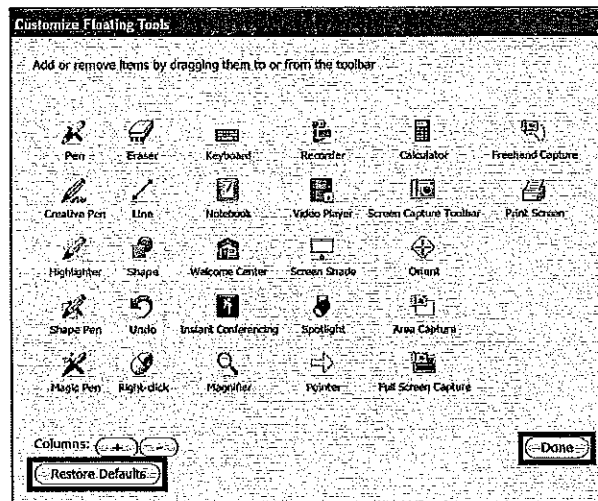 Customize Floating Tools
Add or remove items by dragging them to or from the toolbar
Pen Eraser Keyboard Recorder Calculator Freehand Capture
Creative Pen Line Notebook Video Player Screen Capture Toolbar Print Screen
Highlighter Shape Welcome Center Screen Shade Orient
Shape Pen Undo Instant Conferencing Spotlight Area Capture
Magic Pen Right-click Magnifier Pointer Full Screen Capture
Columns: + -
Done
Restore Defaults